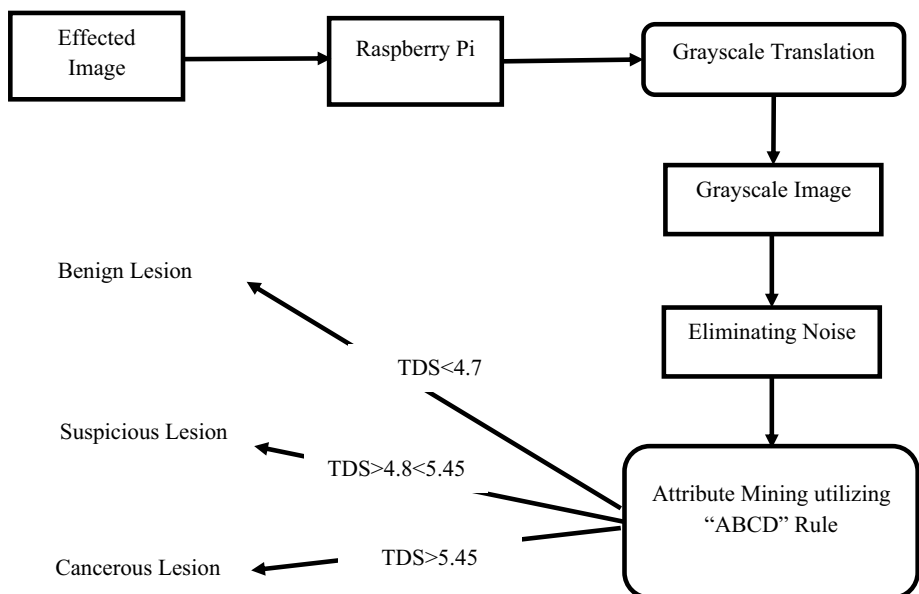 Effected
Image
Raspberry Pi
Grayscale Translation
Grayscale Image
Eliminating Noise
Attribute Mining utilizing
“ABCD” Rule
TDS<4.7
Benign Lesion
TDS>4.8<5.45
Suspicious Lesion
TDS>5.45
Cancerous Lesion